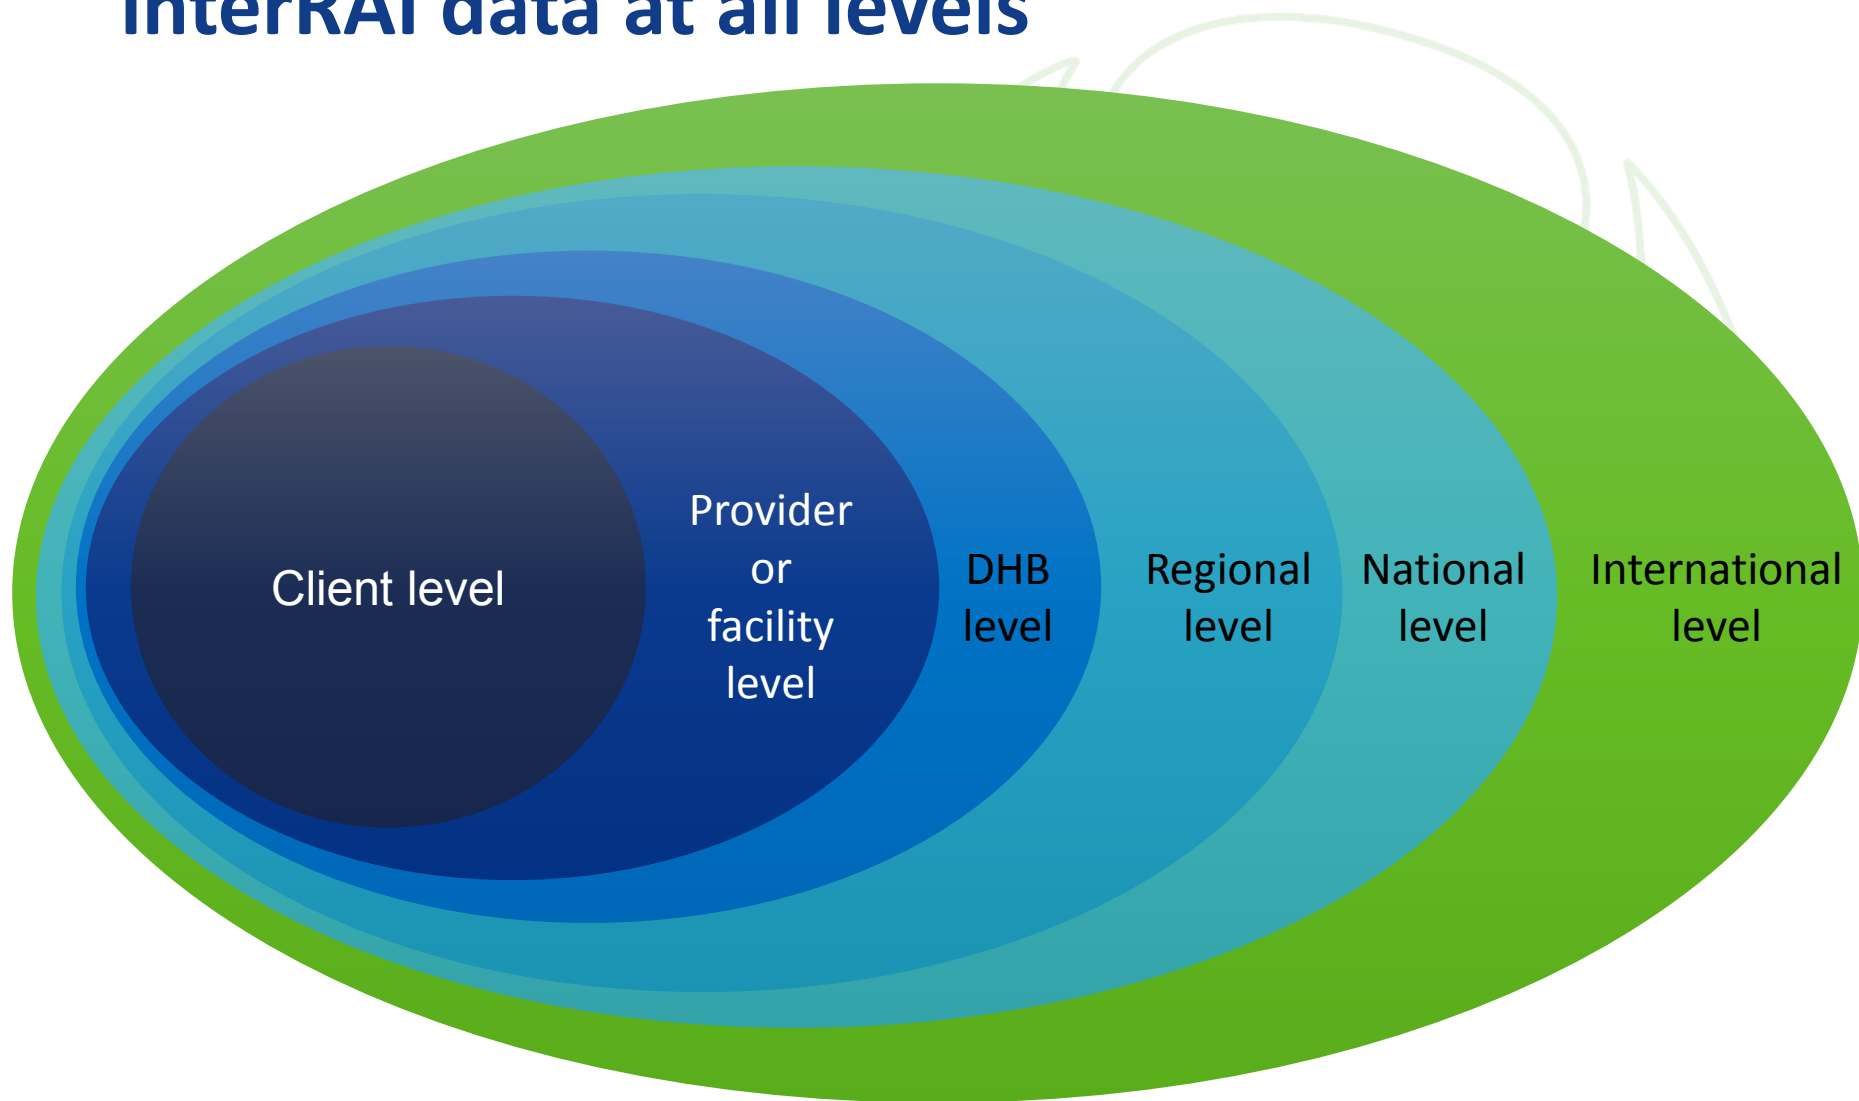 interRAI data at all levels
Client level
Provider
or
facility
level
DHB
level
Regional
level
National
level
International
level